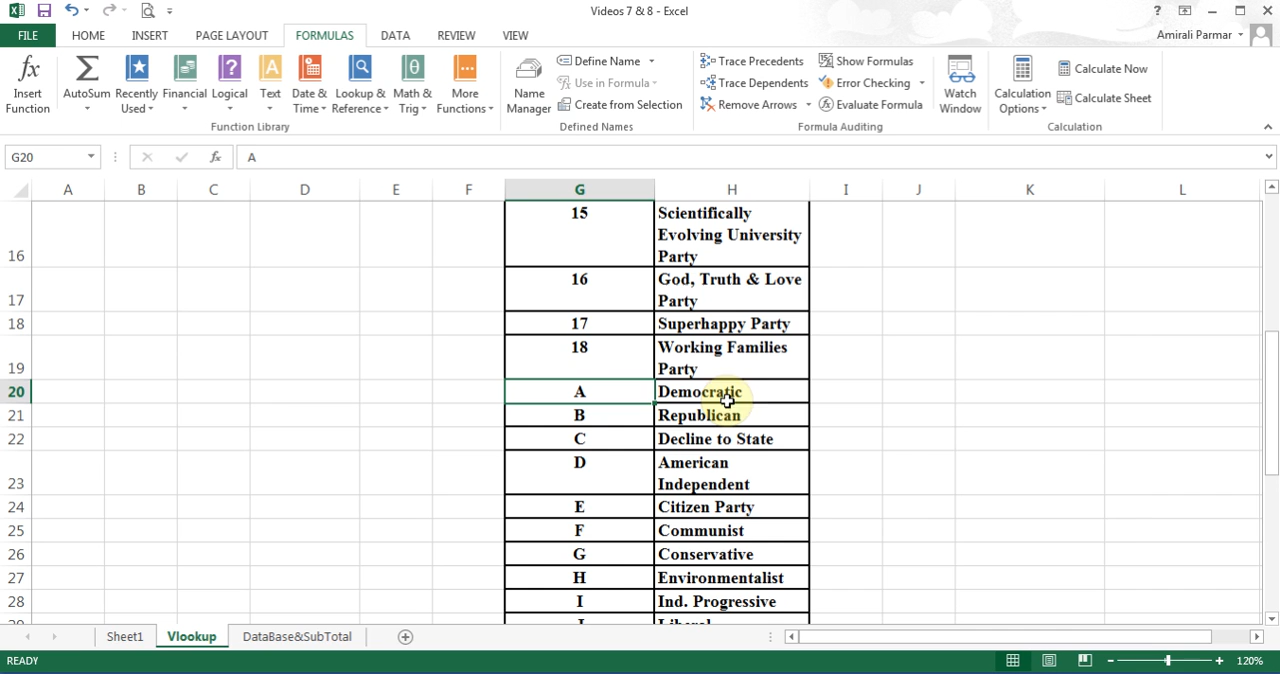 Videos 7 & 8 - Excel
?
FILE HOME INSERT PAGE LAYOUT FORMULAS DATA REVIEW VIEW
Amirali Parmar
fx
Insert
Function
Σ
AutoSum
Recently
Used
Financial
Logical
?
Text
A
Date &
Time
Lookup &
Reference
Math &
Trig
θ
More
Functions
Function Library
Name
Manager
Define Name
Use in Formula
Create from Selection
Defined Names
Trace Precedents
Trace Dependents
Remove Arrows
Show Formulas
Error Checking
Evaluate Formula
Formula Auditing
Watch
Window
Calculation
Options
Calculate Now
Calculate Sheet
Calculation
G20 fx A
A B C D E F G H I J K L
16 15 Scientifically
Evolving University
Party
17 16 God, Truth & Love
Party
18 17 Superhappy Party
19 18 Working Families
Party
20 A Democratic
21 B Republican
22 C Decline to State
23 D American
Independent
24 E Citizen Party
25 F Communist
26 G Conservative
27 H Environmentalist
28 I Ind. Progressive
Sheet1 Vlookup DataBase&SubTotal
READY
120%